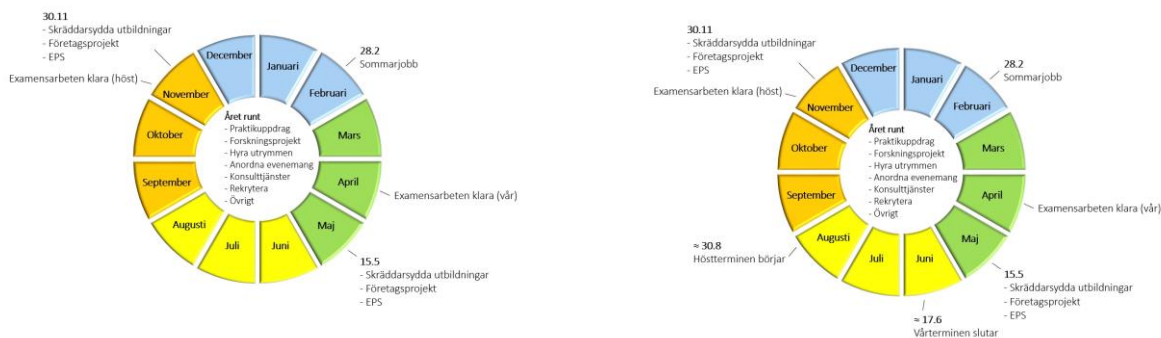 30.11
- Skräddarsydda utbildningar
- Företagsprojekt
- EPS
Examensarbeten klara (höst)
December
Januari
28.2
Sommarjobb
Februari
November
Mars
Oktober
April
Examensarbeten klara (vår)
September
Maj
Augusti
Juli
Juni
Året runt
- Praktikuppdrag
- Forskningsprojekt
- Hyra utrymmen
- Anordna evenemang
- Konsulttjänster
- Rekrytera
- Övrigt
15.5
- Skräddarsydda utbildningar
- Företagsprojekt
- EPS
30.11
- Skräddarsydda utbildningar
- Företagsprojekt
- EPS
Examensarbeten klara (höst)
December
Januari
28.2
Sommarjobb
Februari
November
Mars
Oktober
April
Examensarbeten klara (vår)
September
Maj
Augusti
Juli
Juni
Året runt
- Praktikuppdrag
- Forskningsprojekt
- Hyra utrymmen
- Anordna evenemang
- Konsulttjänster
- Rekrytera
- Övrigt
≈ 30.8
Höstterminen börjar
15.5
- Skräddarsydda utbildningar
- Företagsprojekt
- EPS
≈ 17.6
Vårterminen slutar